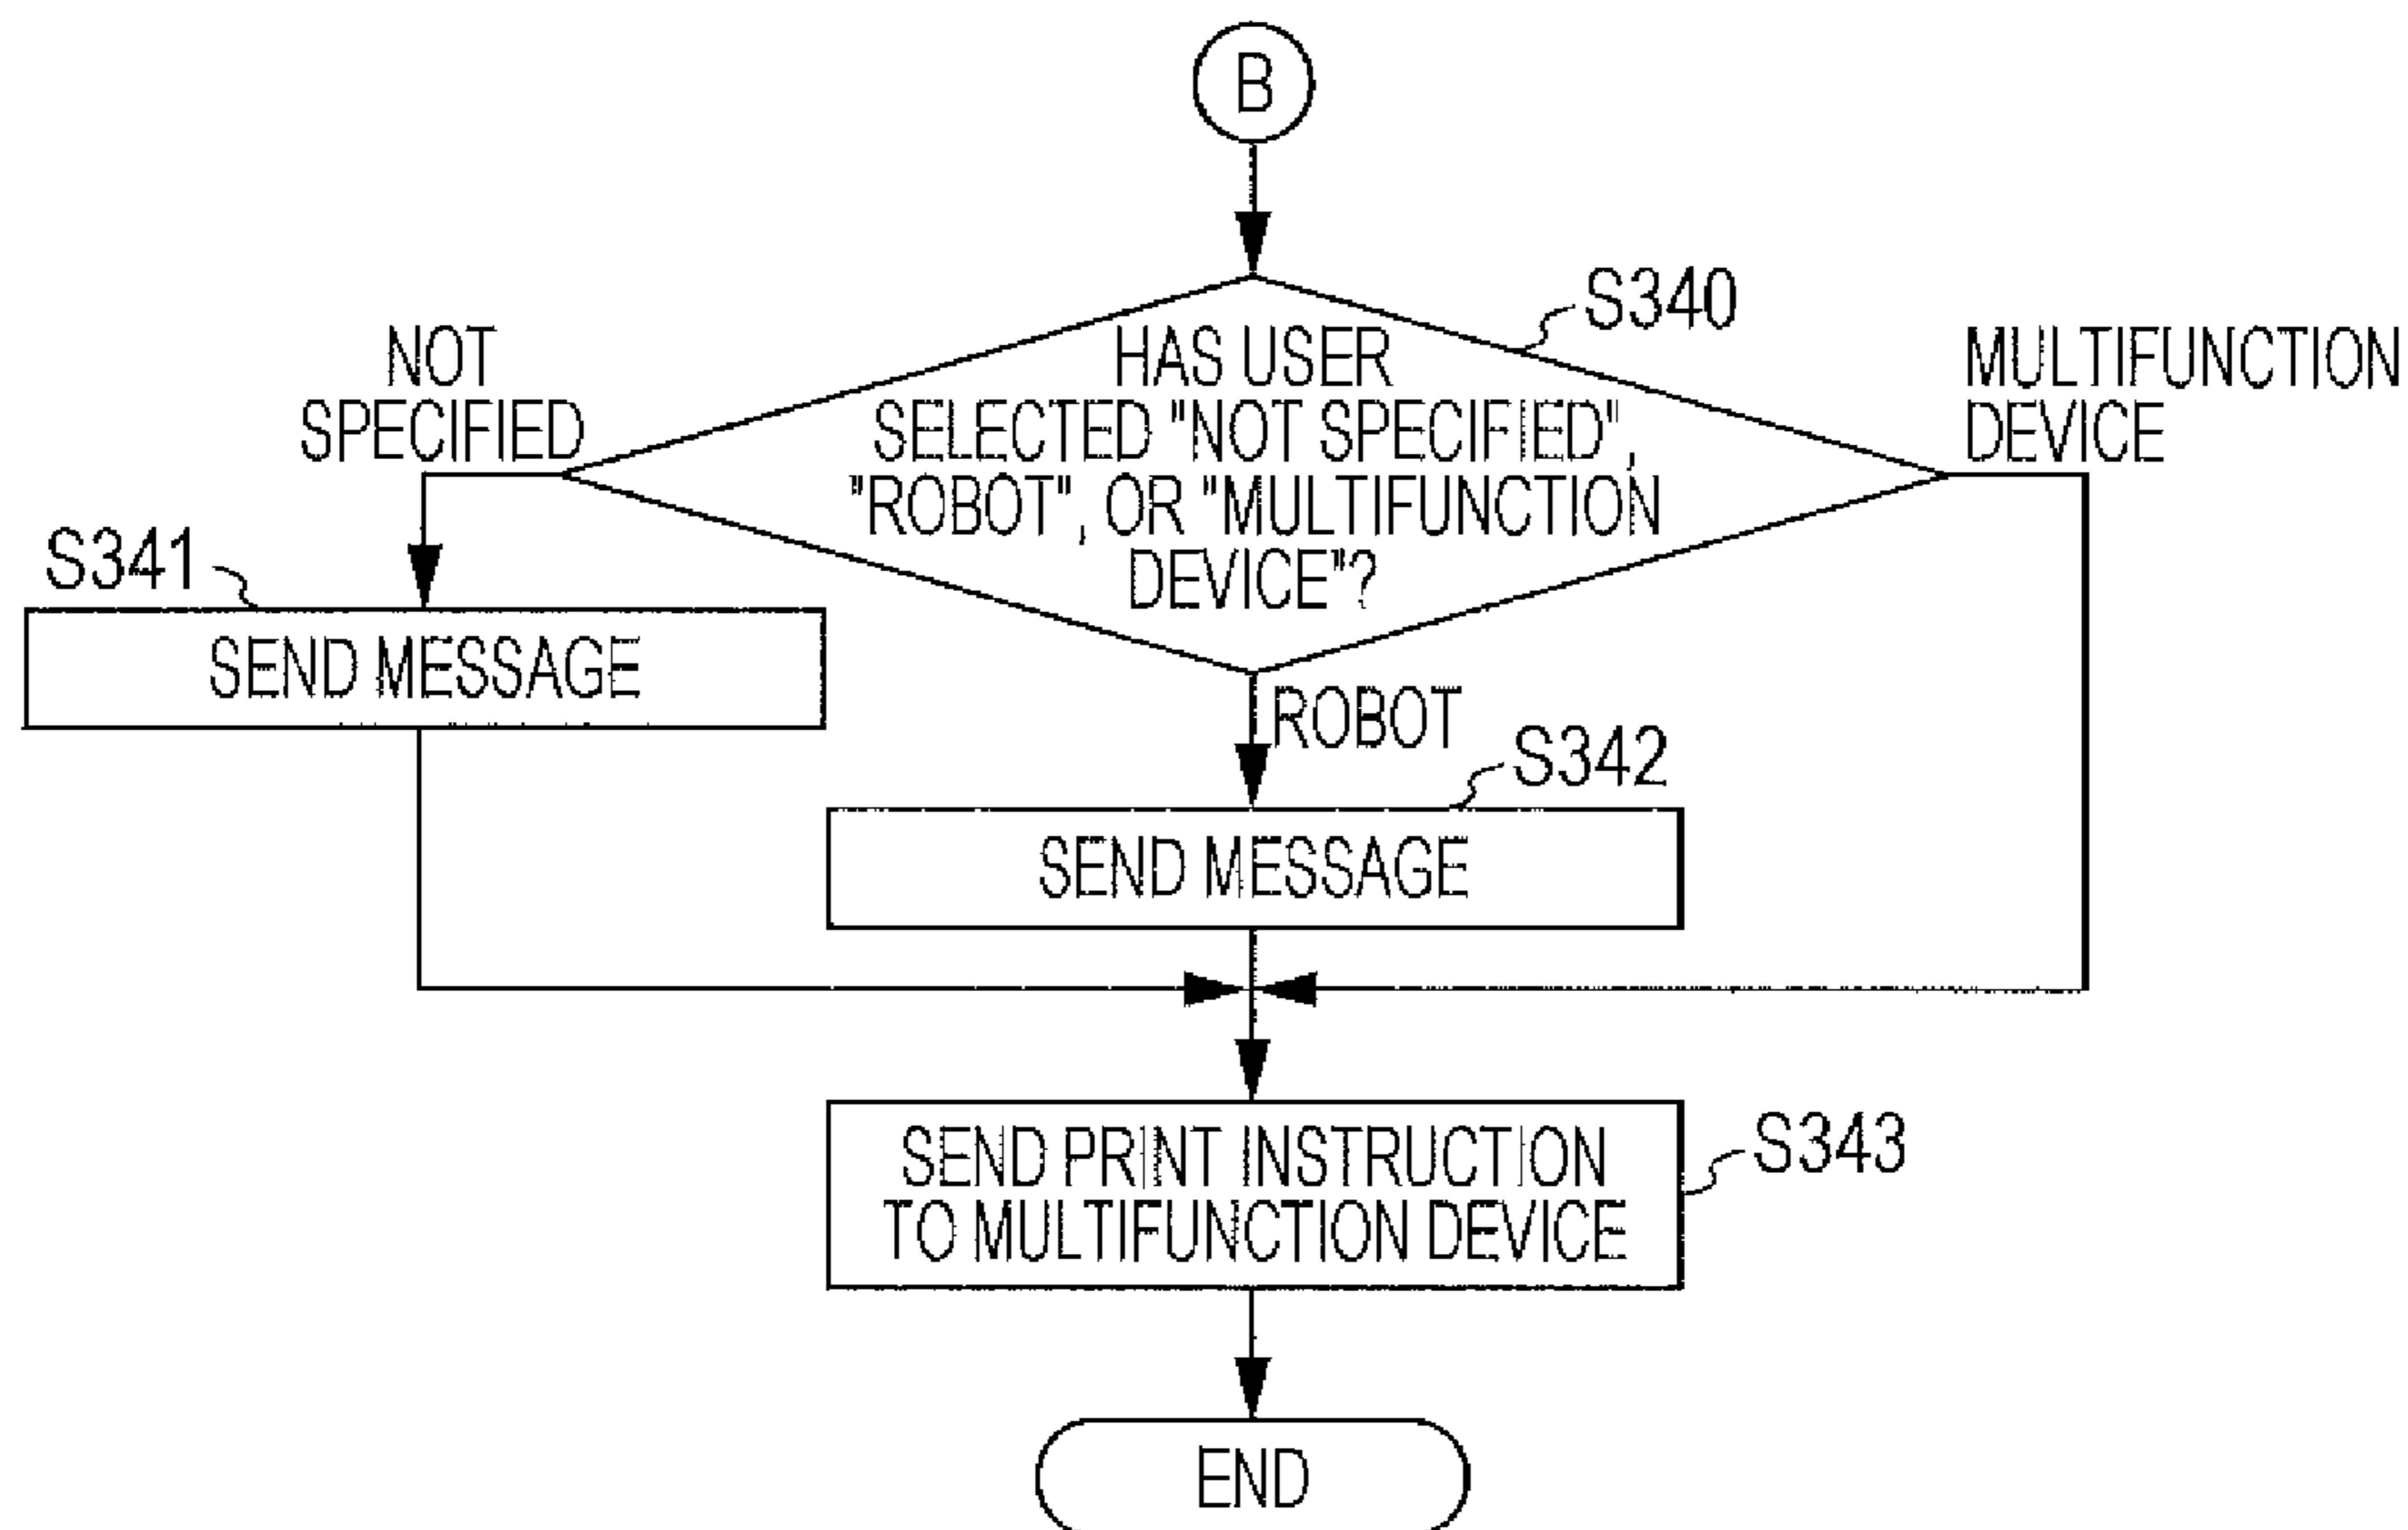 B
S340
NOT
SPECIFIED
HAS USER
SELECTED "NOT SPECIFIED",
"ROBOT", OR "MULTIFUNCTION
DEVICE"?
MULTIFUNCTION
DEVICE
S341
SEND MESSAGE
ROBOT
S342
SEND MESSAGE
SEND PRINT INSTRUCTION
TO MULTIFUNCTION DEVICE
S343
END